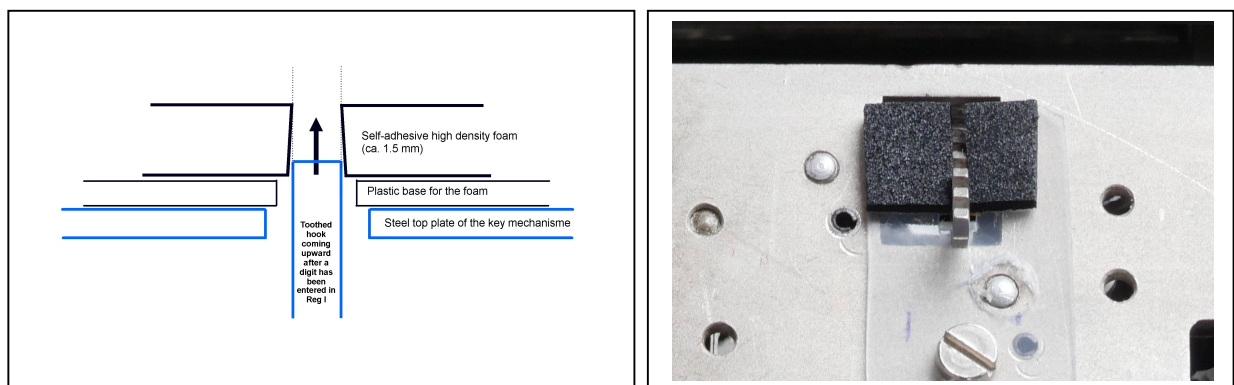 Self-adhesive high density foam
(ca. 1.5 mm)
Plastic base for the foam
Steel top plate of the key mechanisme
Toothed
hook
coming
upward
after a
digit has
been
entered in
Reg I